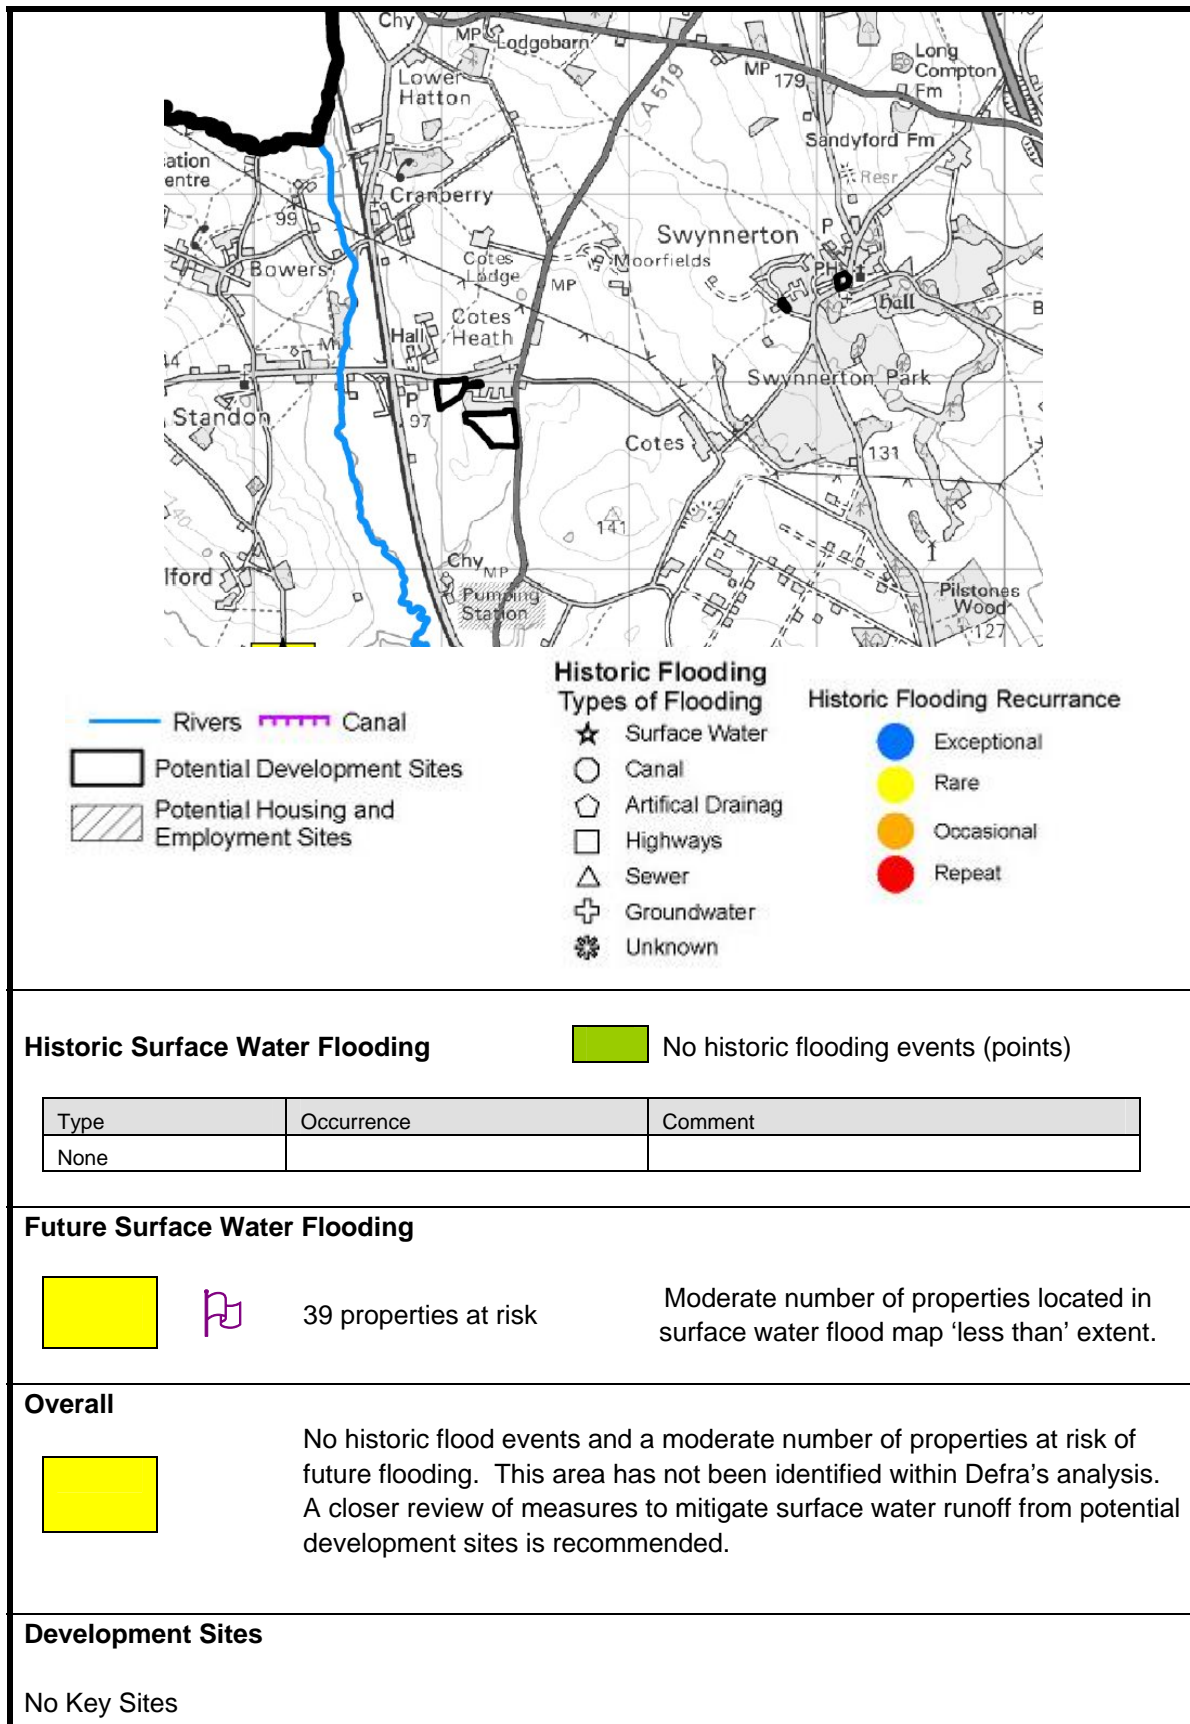 Chy
MP
Lodgobarn
Long
Compton
Fm
Lower
Hatton
A 519
MP
179
Sandyford Fm
ation
entre
Resr
Cranberry
99
P
Swynnerton
Bowers
Cotes
Lodge
Moorfields
MP
PH
Hall
Cotes
Heath
Hall
B
44
Swynnerton Park
Standon
P
97
Cotes
131
141
lford
Chy
MP
Pumping
Station
Pilstones
Wood
127
Historic Flooding
Types of Flooding
Historic Flooding Recurrance
Rivers
Canal
Surface Water
Exceptional
Potential Development Sites
Canal
Rare
Potential Housing and
Employment Sites
Artifical Drainag
Occasional
Highways
Sewer
Repeat
Groundwater
Unknown
Historic Surface Water Flooding
No historic flooding events (points)
Type Occurrence Comment
None
Future Surface Water Flooding
39 properties at risk
Moderate number of properties located in
surface water flood map ‘less than’ extent.
Overall
No historic flood events and a moderate number of properties at risk of
future flooding. This area has not been identified within Defra’s analysis.
A closer review of measures to mitigate surface water runoff from potential
development sites is recommended.
Development Sites
No Key Sites